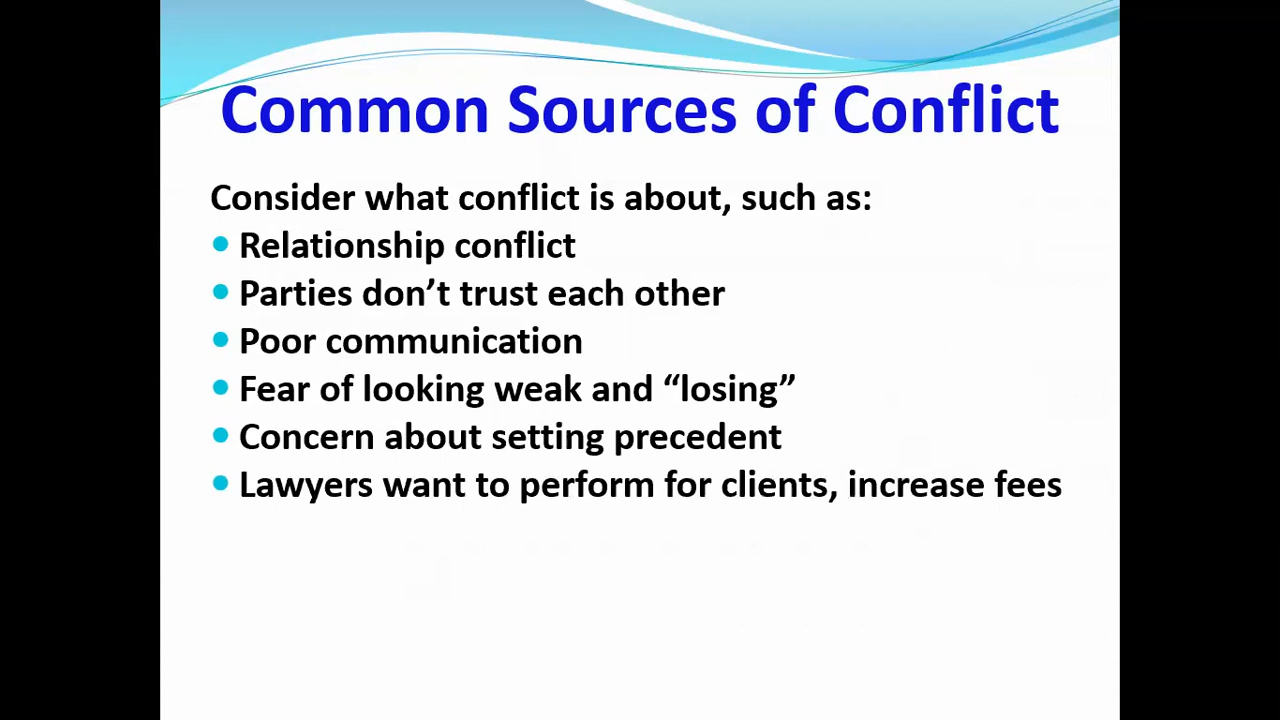 Common Sources of Conflict
Consider what conflict is about, such as:
• Relationship conflict
• Parties don’t trust each other
• Poor communication
• Fear of looking weak and “losing”
• Concern about setting precedent
• Lawyers want to perform for clients, increase fees